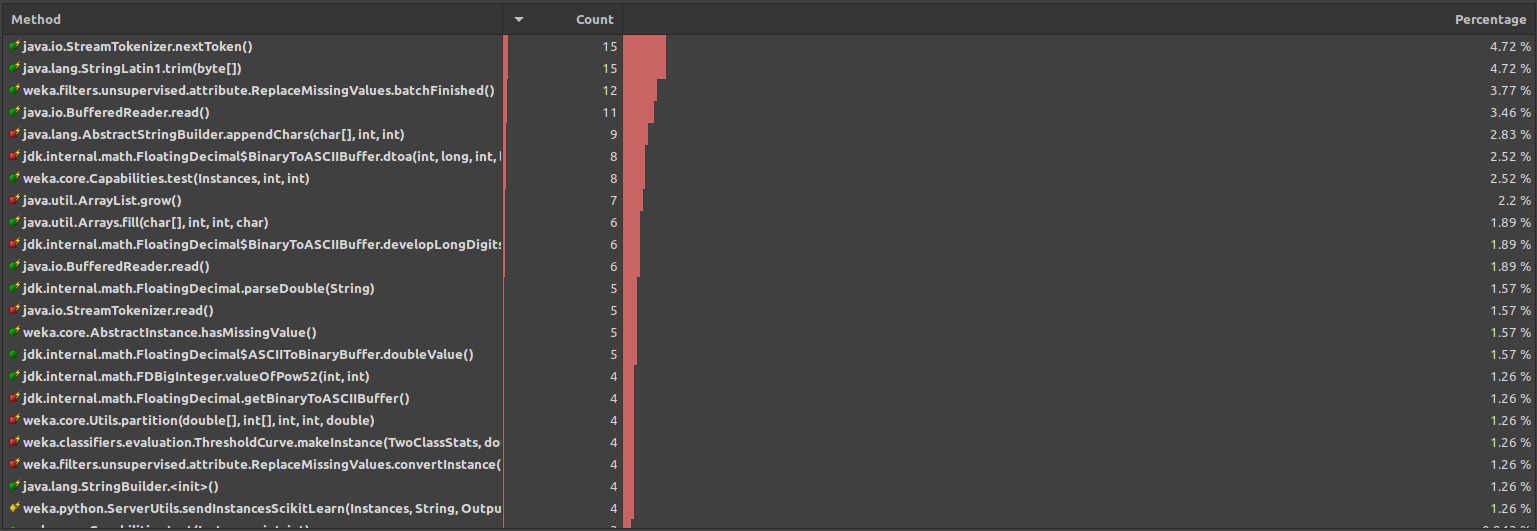 Method Count Percentage
java.io.StreamTokenizer.nextToken() 15 4.72 %
java.lang.StringLatin1.trim(byte[]) 15 4.72 %
weka.filters.unsupervised.attribute.ReplaceMissingValues.batchFinished() 12 3.77 %
java.io.BufferedReader.read() 11 3.46 %
java.lang.AbstractStringBuilder.appendChars(char[], int, int) 9 2.83 %
jdk.internal.math.FloatingDecimal$BinaryToASCIIBuffer.dtoa(int, long, int, 8 2.52 %
weka.core.Capabilities.test(Instances, int, int) 8 2.52 %
java.util.ArrayList.grow() 7 2.2 %
java.util.Arrays.fill(char[], int, int, char) 6 1.89 %
jdk.internal.math.FloatingDecimal$BinaryToASCIIBuffer.developLongDigits 6 1.89 %
java.io.BufferedReader.read() 6 1.89 %
jdk.internal.math.FloatingDecimal.parseDouble(String) 5 1.57 %
java.io.StreamTokenizer.read() 5 1.57 %
weka.core.AbstractInstance.hasMissingValue() 5 1.57 %
jdk.internal.math.FloatingDecimal$ASCIIToBinaryBuffer.doubleValue() 5 1.57 %
jdk.internal.math.FDBigInteger.valueOfPow52(int, int) 4 1.26 %
jdk.internal.math.FloatingDecimal.getBinaryToASCIIBuffer() 4 1.26 %
weka.core.Utils.partition(double[], int[], int, int, double) 4 1.26 %
weka.classifiers.evaluation.ThresholdCurve.makeInstance(TwoClassStats, do 4 1.26 %
weka.filters.unsupervised.attribute.ReplaceMissingValues.convertInstance( 4 1.26 %
java.lang.StringBuilder.<init>() 4 1.26 %
weka.python.ServerUtils.sendInstancesScikitLearn(Instances, String, Outpu 4 1.26 %